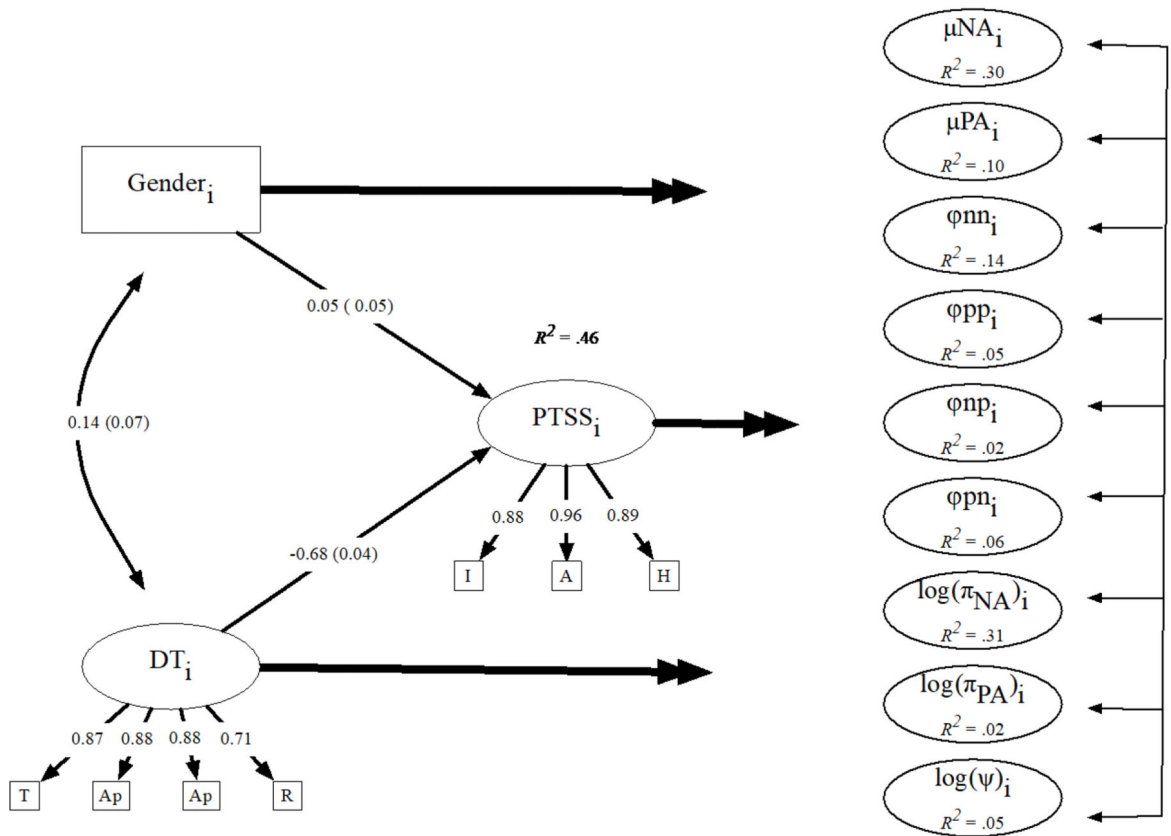 μNAi
R² = .30
μPAi
R² = .10
Genderi
φnni
R² = .14
0.05 ( 0.05)
φppi
R² = .05
R² = .46
0.14 (0.07)
PTSSi
φnpi
R² = .02
0.88 0.96 0.89
φpni
R² = .06
-0.68 (0.04)
I A H
log(πNA)i
R² = .31
DTi
log(πPA)i
R² = .02
0.87 0.88 0.88 0.71
T Ap Ap R
log(ψ)i
R² = .05